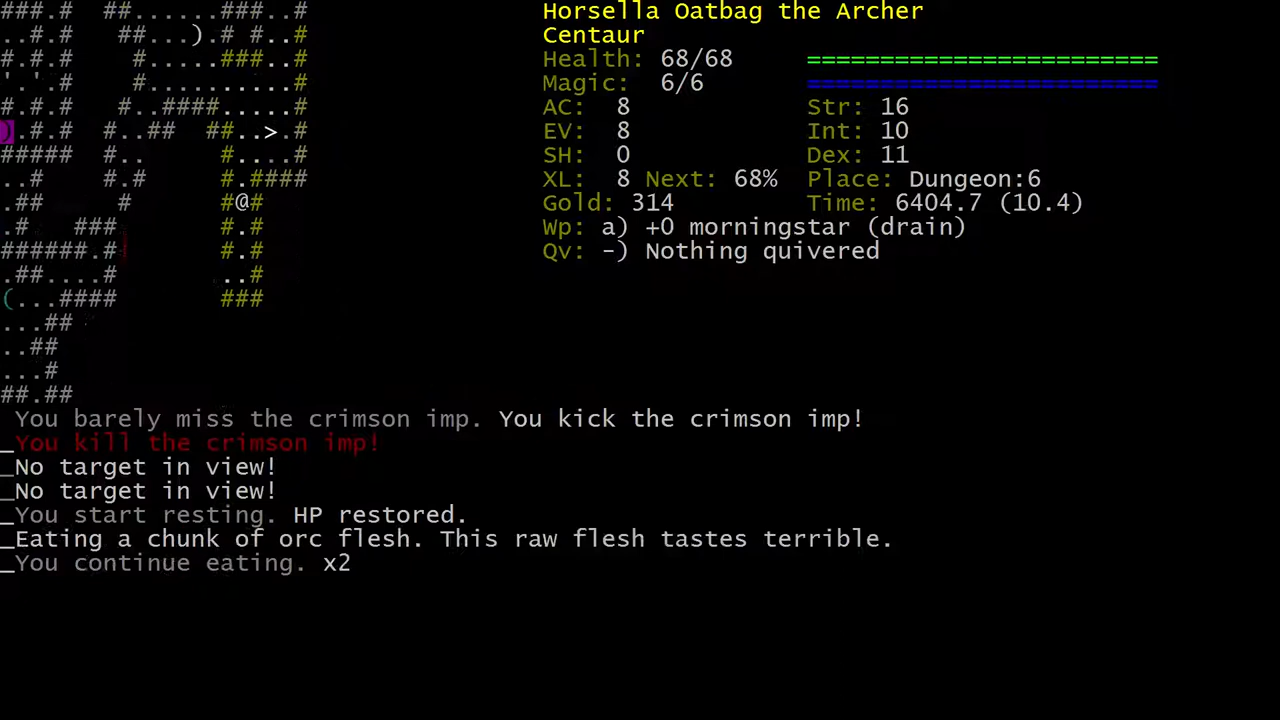 ###.# ##......###..# Horsella Oatbag the Archer
..#.# ##...).# #..# Centaur
#.#.# #.....###..# Health: 68/68 ========================
' '.# #...........# Magic: 6/6 ========================
#.#.# #..####.....# AC: 8 Str: 16
).#.# #..## ##..>.# EV: 8 Int: 10
##### #.. #....# SH: 0 Dex: 11
..# #.# #.#### XL: 8 Next: 68% Place: Dungeon:6
.## # #@# Gold: 314 Time: 6404.7 (10.4)
.# ### #.# Wp: a) +0 morningstar (drain)
######.# #.# Qv: -) Nothing quivered
.##....# ..#
(...#### ###
...##
..##
...#
##.##
You barely miss the crimson imp. You kick the crimson imp!
_You kill the crimson imp!
_No target in view!
_No target in view!
_You start resting. HP restored.
_Eating a chunk of orc flesh. This raw flesh tastes terrible.
_You continue eating. x2